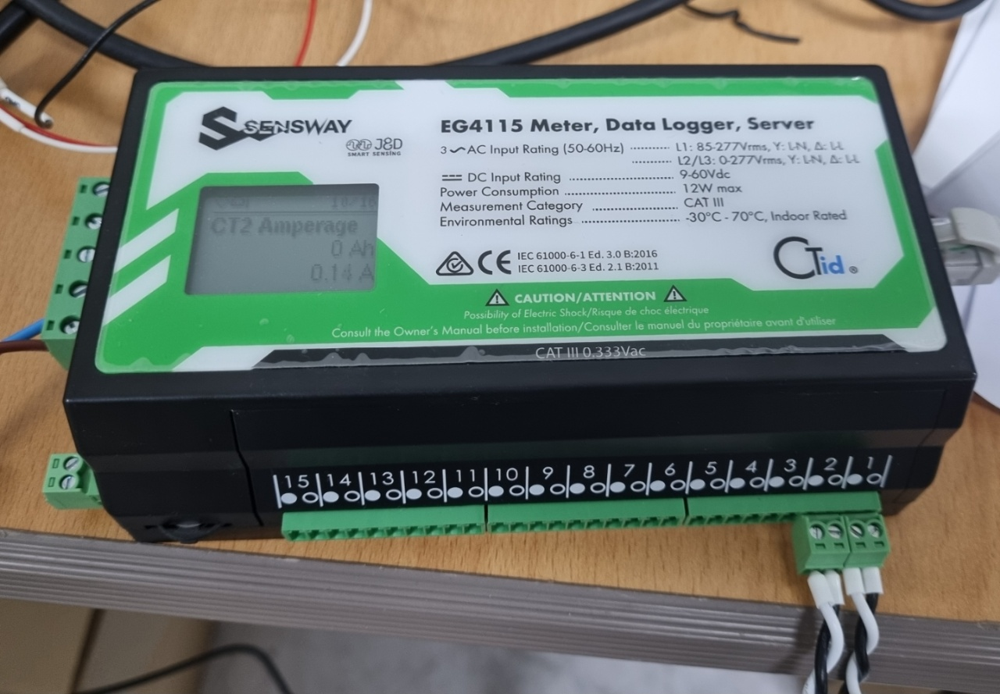 SENSWAY
J&D
SMART SENSING
EG4115 Meter, Data Logger, Server
3~AC Input Rating (50-60Hz) .......... L1: 85-277Vrms, Y: L-N, Δ: L-L
.......... L2/L3: 0-277Vrms, Y: L-N, Δ: L-L
DC Input Rating .......... 9-60Vdc
Power Consumption .......... 12W max
Measurement Category .......... CAT III
Environmental Ratings .......... -30°C - 70°C, Indoor Rated
CT2 Amperage
0 Ah
0.14 A
CE
IEC 61000-6-1 Ed. 3.0 B:2016
IEC 61000-6-3 Ed. 2.1 B:2011
CTid ®
CAUTION/ATTENTION
Possibility of Electric Shock/Risque de choc électrique
Consult the Owner's Manual before installation/Consulter le manuel du propriétaire avant d'utiliser
CAT III 0.333Vac
15 14 13 12 11 10 9 8 7 6 5 4 3 2 1